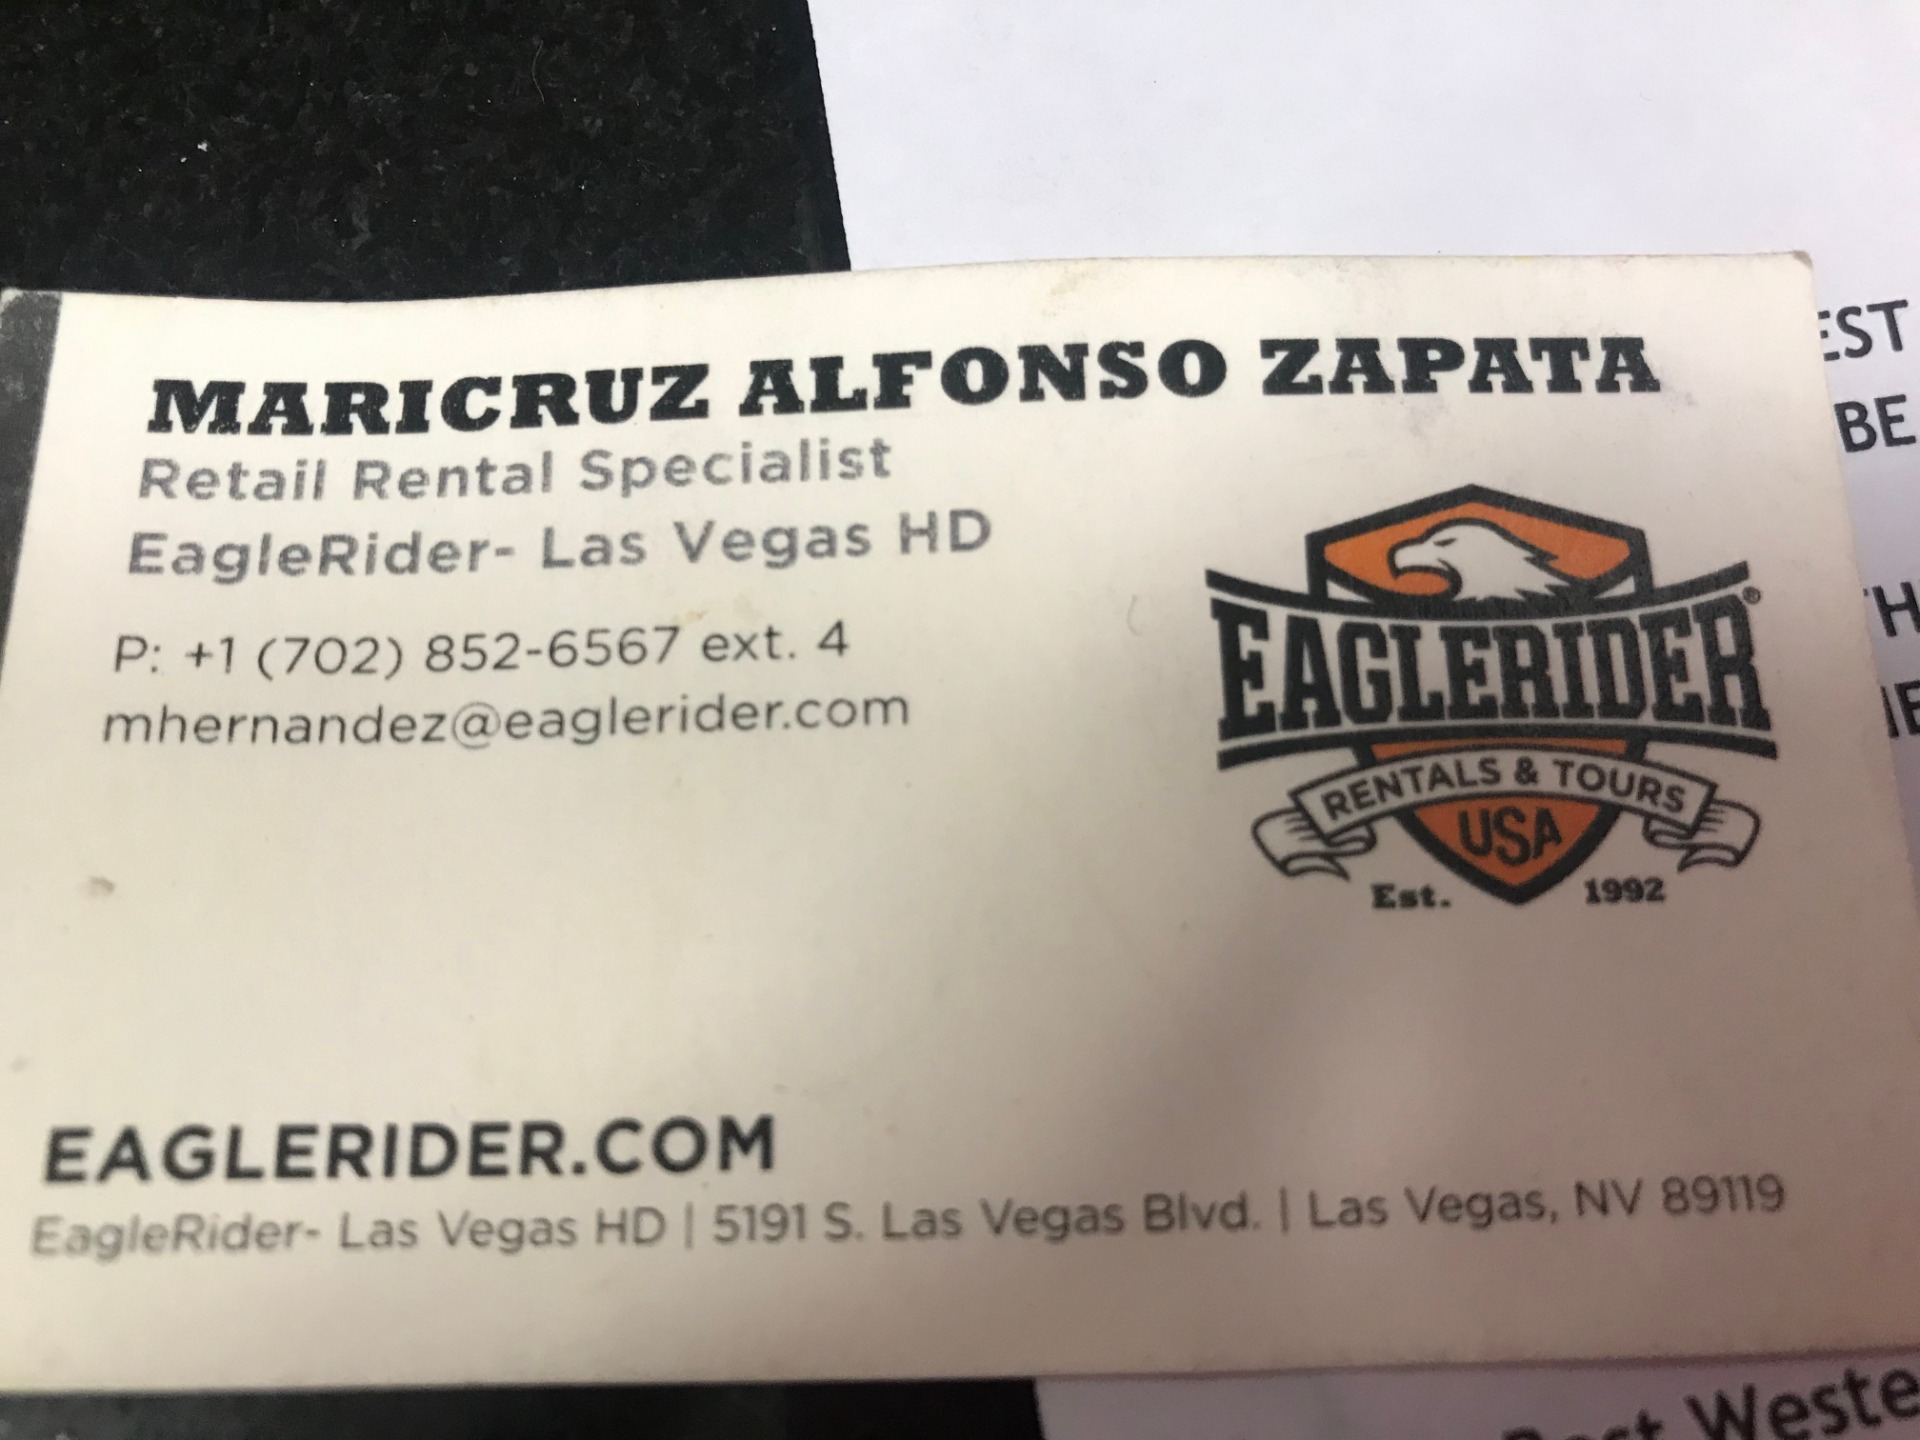 MARICRUZ ALFONSO ZAPATA
Retail Rental Specialist
EagleRider- Las Vegas HD
P: +1 (702) 852-6567 ext. 4
mhernandez@eaglerider.com
EAGLERIDER®
RENTALS & TOURS
USA
Est. 1992
EAGLERIDER.COM
EagleRider- Las Vegas HD | 5191 S. Las Vegas Blvd. | Las Vegas, NV 89119
BE